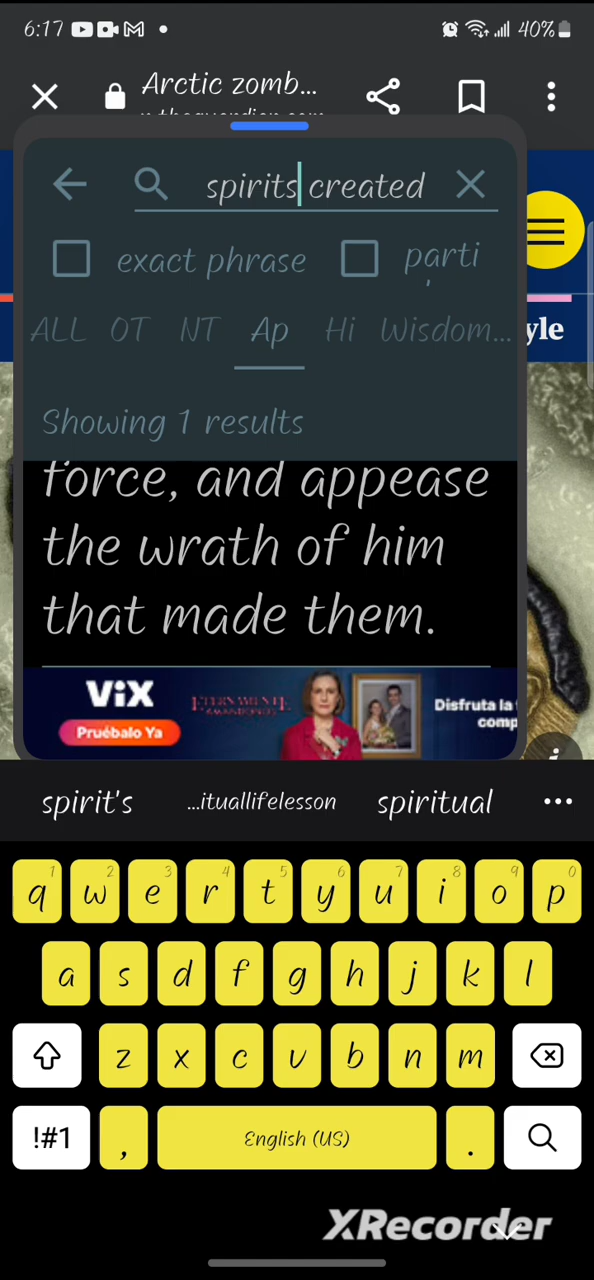 6:17 40%
Arctic zomb...
spirits created
exact phrase parti
ALL OT NT Ap Hi Wisdom...
yle
Showing 1 results
force, and appease
the wrath of him
that made them.
ViX
Pruébalo Ya
ETERNAMENTE
AMÁNDONOS
Disfruta la
comp
spirit's ...ituallifelesson spiritual
1 2 3 4 5 6 7 8 9 0
q w e r t y u i o p
a s d f g h j k l
z x c v b n m
!#1 , English (US) .
XRecorder